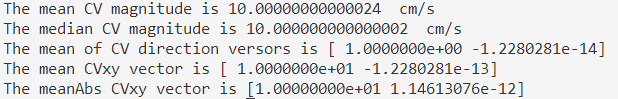 The mean CV magnitude is 10.00000000000024  cm/s
The median CV magnitude is 10.000000000000002  cm/s
The mean of CV direction versors is [ 1.0000000e+00 -1.2280281e-14]
The mean CVxy vector is [ 1.0000000e+01 -1.2280281e-13]
The meanAbs CVxy vector is [1.00000000e+01 1.14613076e-12]